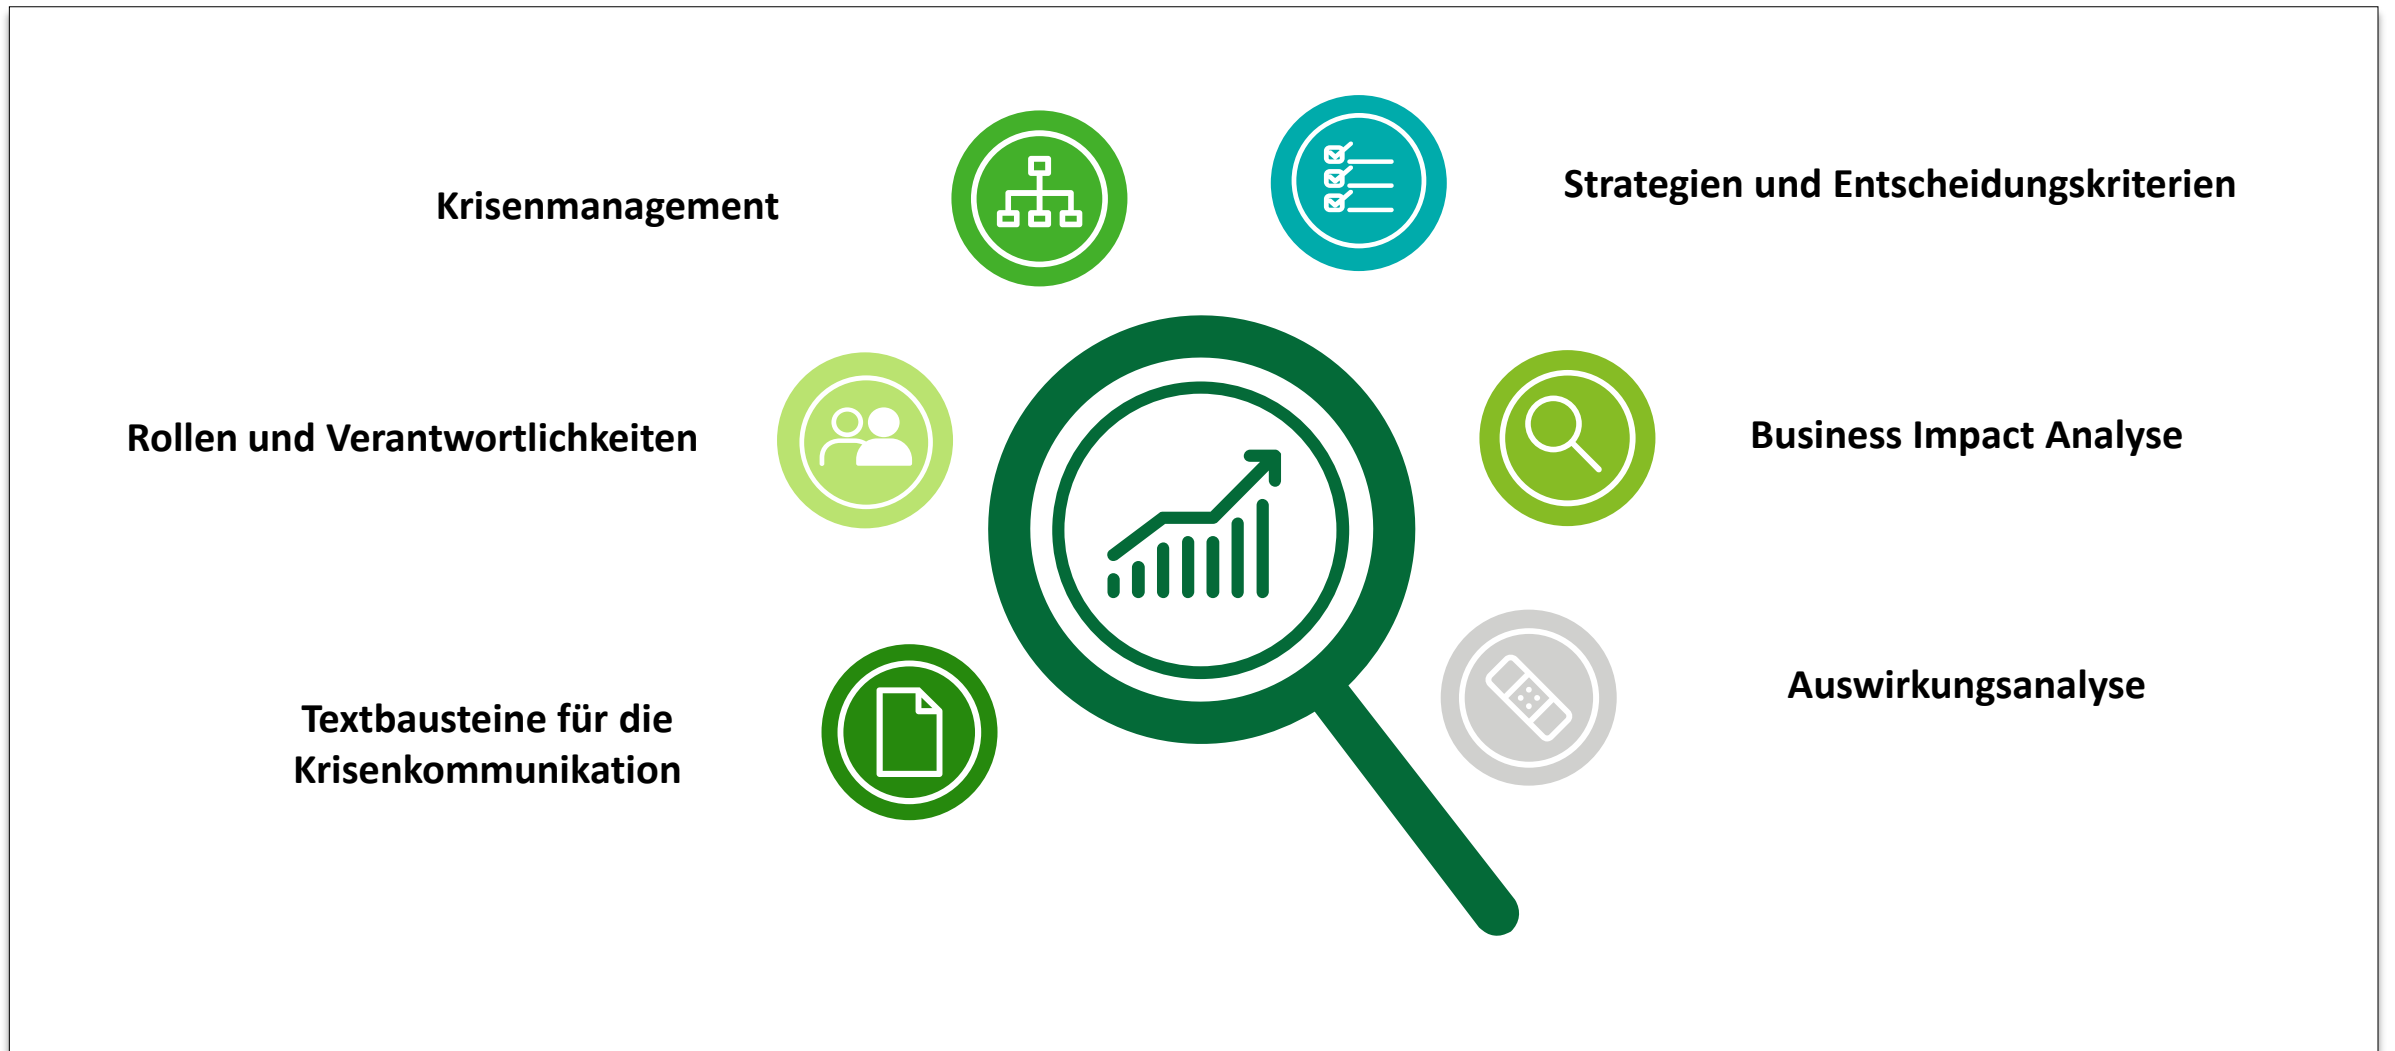 Krisenmanagement
Strategien und Entscheidungskriterien
Rollen und Verantwortlichkeiten
Business Impact Analyse
Textbausteine für die
Krisenkommunikation
Auswirkungsanalyse